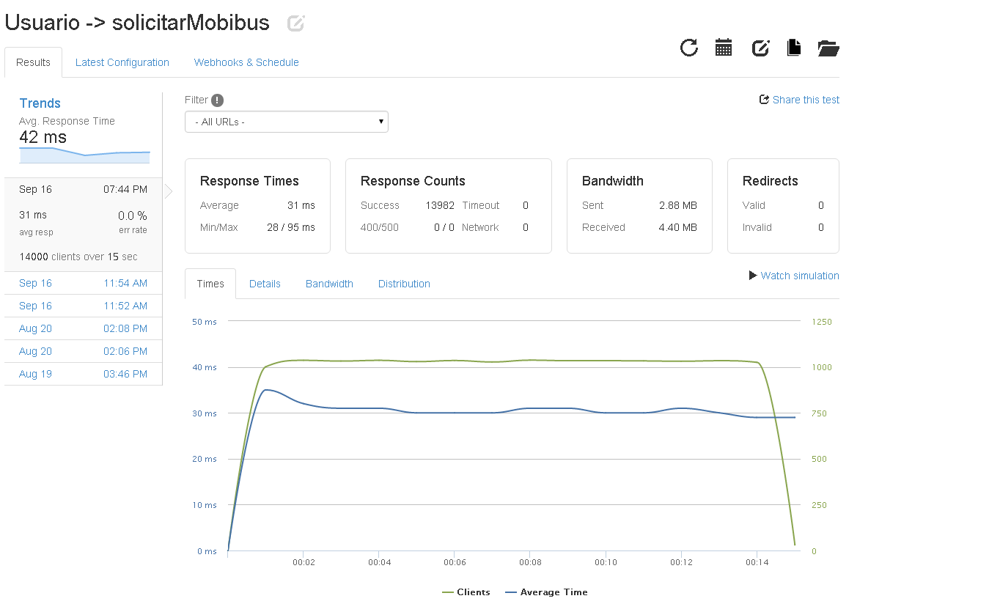 Usuario -> solicitarMobibus
Results Latest Configuration Webhooks & Schedule
Trends
Avg. Response Time
42 ms
Sep 16 07:44 PM
31 ms 0.0 %
avg resp err rate
14000 clients over 15 sec
Sep 16 11:54 AM
Sep 16 11:52 AM
Aug 20 02:08 PM
Aug 20 02:06 PM
Aug 19 03:46 PM
Filter !
Share this test
- All URLs -
Response Times
Average 31 ms
Min/Max 28 / 95 ms
Response Counts
Success 13982 Timeout 0
400/500 0 / 0 Network 0
Bandwidth
Sent 2.88 MB
Received 4.40 MB
Redirects
Valid 0
Invalid 0
Times Details Bandwidth Distribution
Watch simulation
50 ms 1250
40 ms 1000
30 ms 750
20 ms 500
10 ms 250
0 ms 0
00:02 00:04 00:06 00:08 00:10 00:12 00:14
Clients Average Time